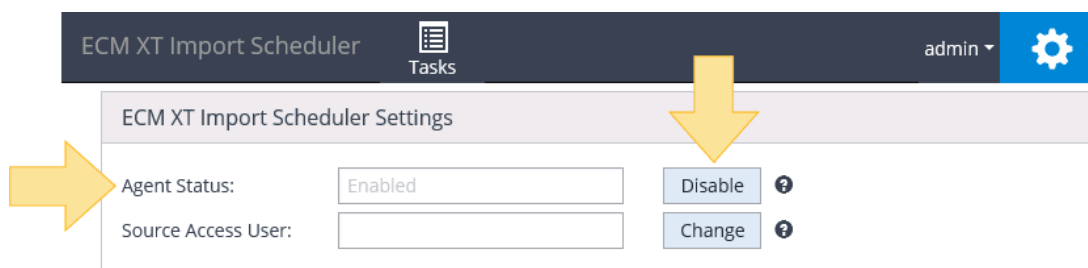 ECM XT Import Scheduler
Tasks
admin
ECM XT Import Scheduler Settings
Agent Status: Enabled Disable ?
Source Access User: Change ?